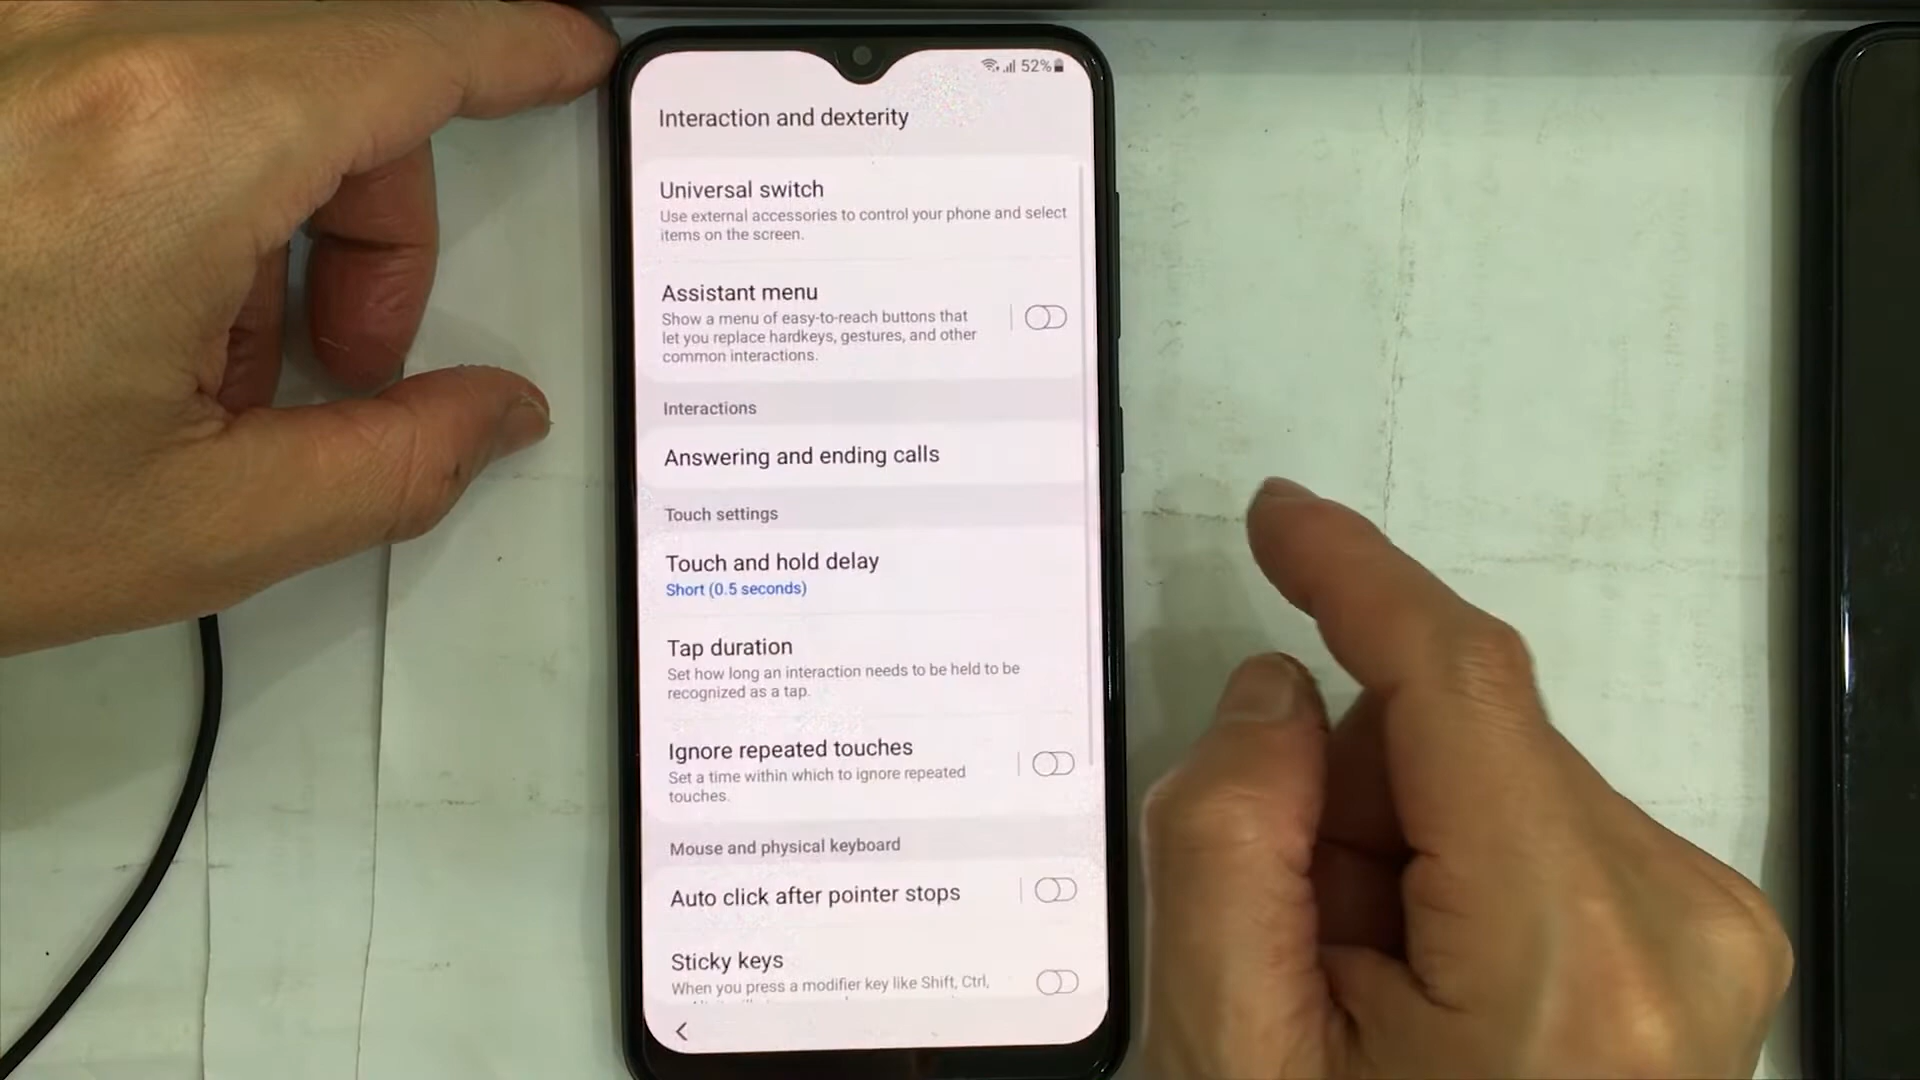 52%
Interaction and dexterity
Universal switch
Use external accessories to control your phone and select
items on the screen.
Assistant menu
Show a menu of easy-to-reach buttons that
let you replace hardkeys, gestures, and other
common interactions.
Interactions
Answering and ending calls
Touch settings
Touch and hold delay
Short (0.5 seconds)
Tap duration
Set how long an interaction needs to be held to be
recognized as a tap.
Ignore repeated touches
Set a time within which to ignore repeated
touches.
Mouse and physical keyboard
Auto click after pointer stops
Sticky keys
When you press a modifier key like Shift, Ctrl,